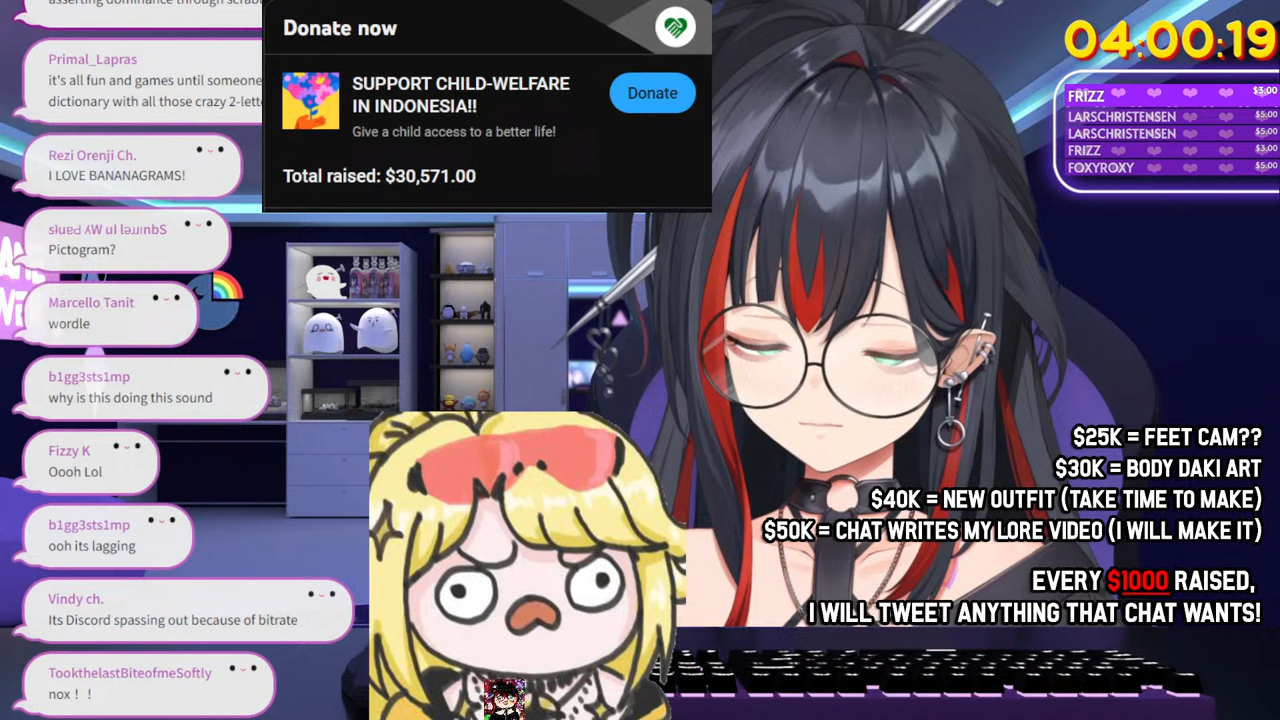 asserting dominance through scrabb
Primal_Lapras
it's all fun and games until someone
dictionary with all those crazy 2-lette
Rezi Orenji Ch.
I LOVE BANANAGRAMS!
sʇuɐd ʎW uI ləɹɹınbS
Pictogram?
Marcello Tanit
wordle
b1gg3sts1mp
why is this doing this sound
Fizzy K
Oooh Lol
b1gg3sts1mp
ooh its lagging
Vindy ch.
Its Discord spassing out because of bitrate
TookthelastBiteofmeSoftly
nox！！
Donate now
SUPPORT CHILD-WELFARE
IN INDONESIA!!
Give a child access to a better life!
Donate
Total raised: $30,571.00
04:00:19
FRIZZ $3.00
LARSCHRISTENSEN $5.00
LARSCHRISTENSEN $5.00
FRIZZ $3.00
FOXYROXY $5.00
$25K = FEET CAM??
$30K = BODY DAKI ART
$40K = NEW OUTFIT (TAKE TIME TO MAKE)
$50K = CHAT WRITES MY LORE VIDEO (I WILL MAKE IT)
EVERY $1000 RAISED,
I WILL TWEET ANYTHING THAT CHAT WANTS!